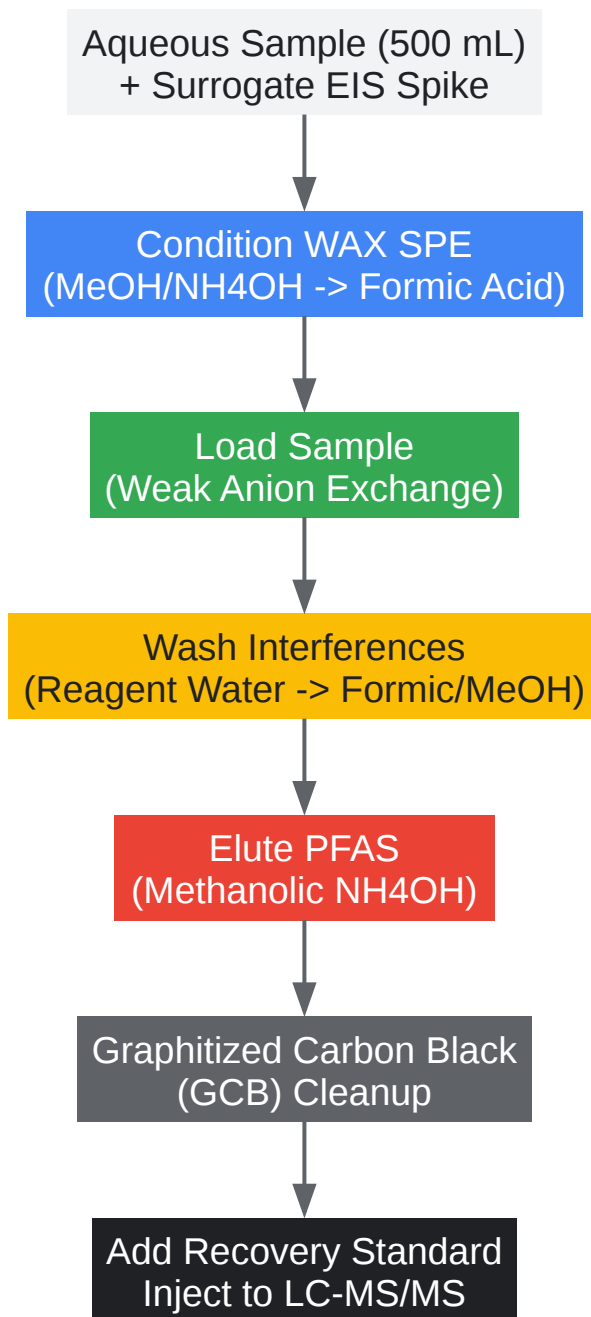 Aqueous Sample (500 mL)
+ Surrogate EIS Spike
Condition WAX SPE
(MeOH/NH4OH -> Formic Acid)
Load Sample
(Weak Anion Exchange)
Wash Interferences
(Reagent Water -> Formic/MeOH)
Elute PFAS
(Methanolic NH4OH)
Graphitized Carbon Black
(GCB) Cleanup
Add Recovery Standard
Inject to LC-MS/MS